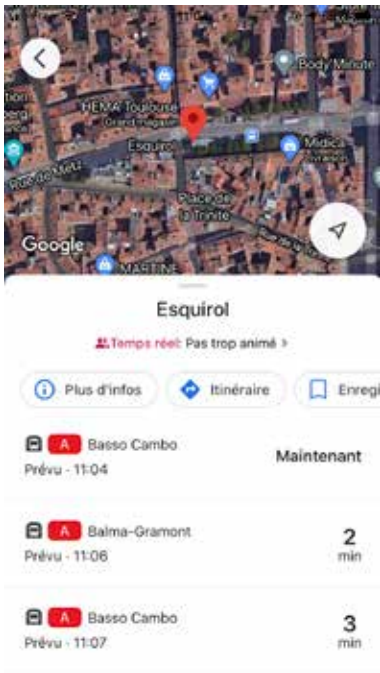 Body Minute
HEMA Toulouse
Grand magasin
Esquirol
Midica
Rue de Metz
Place de
la Trinité
Google
MARTINE
Esquirol
Temps réel: Pas trop animé >
Plus d'infos
Itinéraire
Enregi
A Basso Cambo
Maintenant
Prévu - 11:04
A Balma-Gramont
2
Prévu - 11:06
min
A Basso Cambo
3
Prévu - 11:07
min